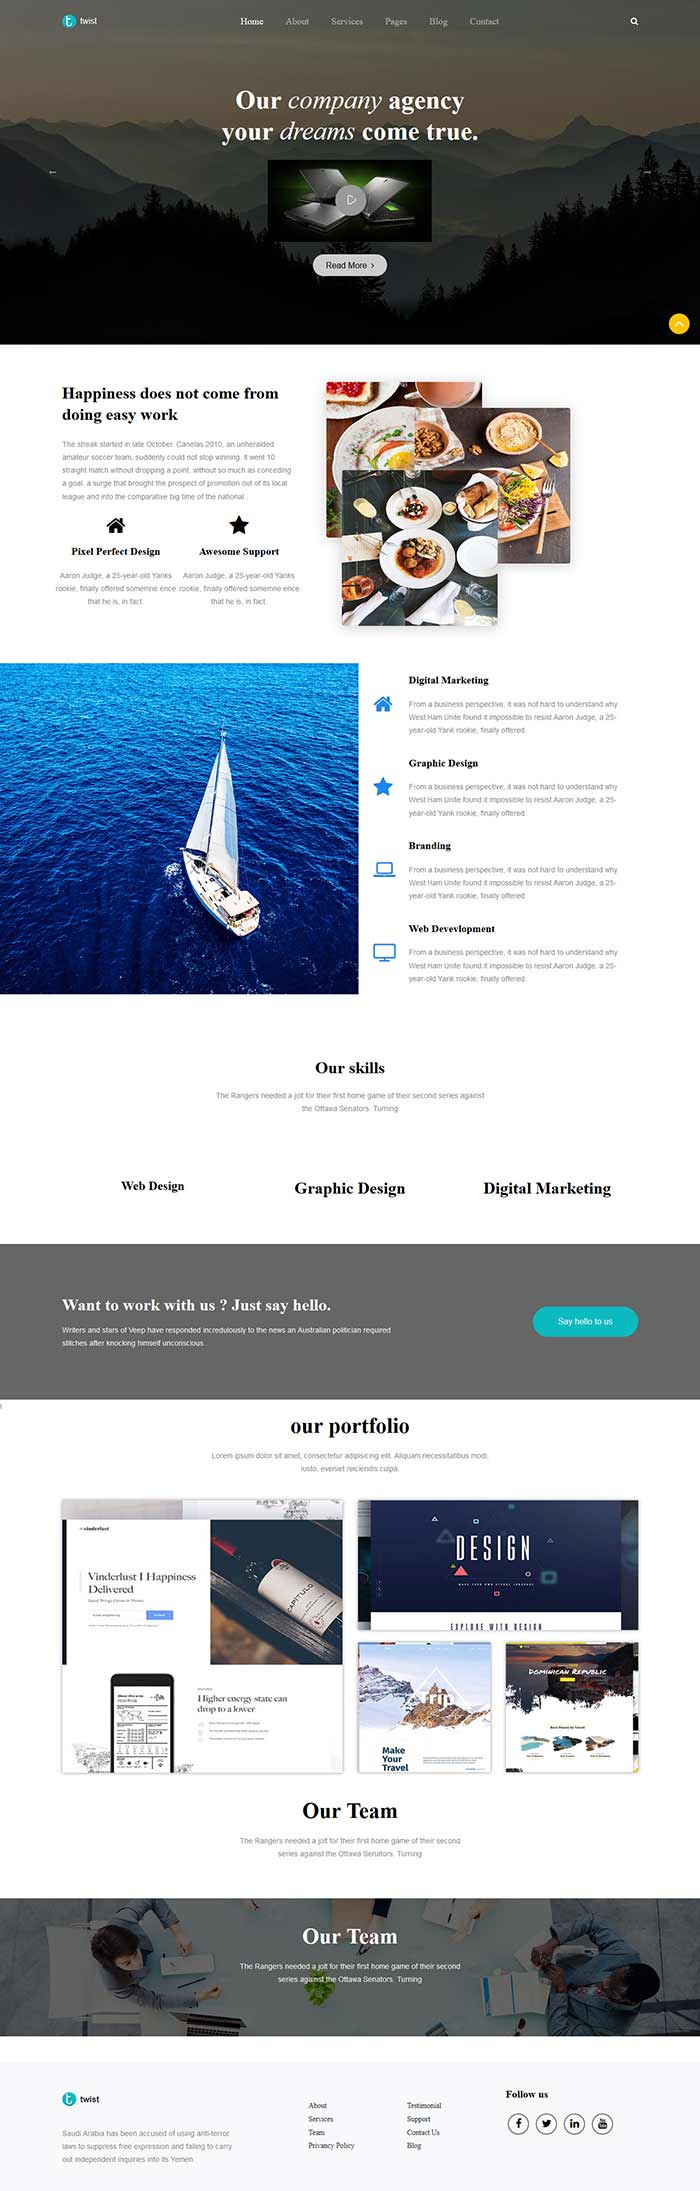 twist
Home About Services Pages Blog Contact
Our company agency
your dreams come true.
Read More ›
Happiness does not come from
doing easy work
The streak started in late October. Canelas 2010, an unheralded
amateur soccer team, suddenly could not stop winning. It went 10
straight match without dropping a point, without so much as conceding
a goal, a surge that brought the prospect of promotion out of its local
league and into the comparative big time of the national .
Pixel Perfect Design
Aaron Judge, a 25-year-old Yanks
rookie, finally offered somemne ence
that he is, in fact.
Awesome Support
Aaron Judge, a 25-year-old Yanks
rookie, finally offered somemne ence
that he is, in fact.
Digital Marketing
From a business perspective, it was not hard to understand why
West Ham Unite found it impossible to resist.Aaron Judge, a 25-
year-old Yank rookie, finally offered.
Graphic Design
From a business perspective, it was not hard to understand why
West Ham Unite found it impossible to resist.Aaron Judge, a 25-
year-old Yank rookie, finally offered.
Branding
From a business perspective, it was not hard to understand why
West Ham Unite found it impossible to resist.Aaron Judge, a 25-
year-old Yank rookie, finally offered.
Web Devevlopment
From a business perspective, it was not hard to understand why
West Ham Unite found it impossible to resist.Aaron Judge, a 25-
year-old Yank rookie, finally offered.
Our skills
The Rangers needed a jolt for their first home game of their second series against
the Ottawa Senators. Turning
Web Design
Graphic Design
Digital Marketing
Want to work with us ? Just say hello.
Writers and stars of Veep have responded incredulously to the news an Australian politician required
stitches after knocking himself unconscious .
Say hello to us
our portfolio
Lorem ipsum dolor sit amet, consectetur adipisicing elit. Aliquam necessitatibus modi,
iusto, eveniet reiciendis culpa.
vinderlust
Vinderlust I Happiness
Delivered
CAPITULO
Higher energy state can
drop to a lower
DESIGN
MAKE YOUR OWN VISUAL LANGUAGE
EXPLORE WITH DESIGN
Make
Your
Travel
DOMINICAN REPUBLIC
Best Places to Travel
Our Team
The Rangers needed a jolt for their first home game of their second
series against the Ottawa Senators. Turning
Our Team
The Rangers needed a jolt for their first home game of their second
series against the Ottawa Senators. Turning
twist
Saudi Arabia has been accused of using anti-terror
laws to suppress free expression and failing to carry
out independent inquiries into its Yemen
About
Services
Team
Privancy Policy
Testimonial
Support
Contact Us
Blog
Follow us